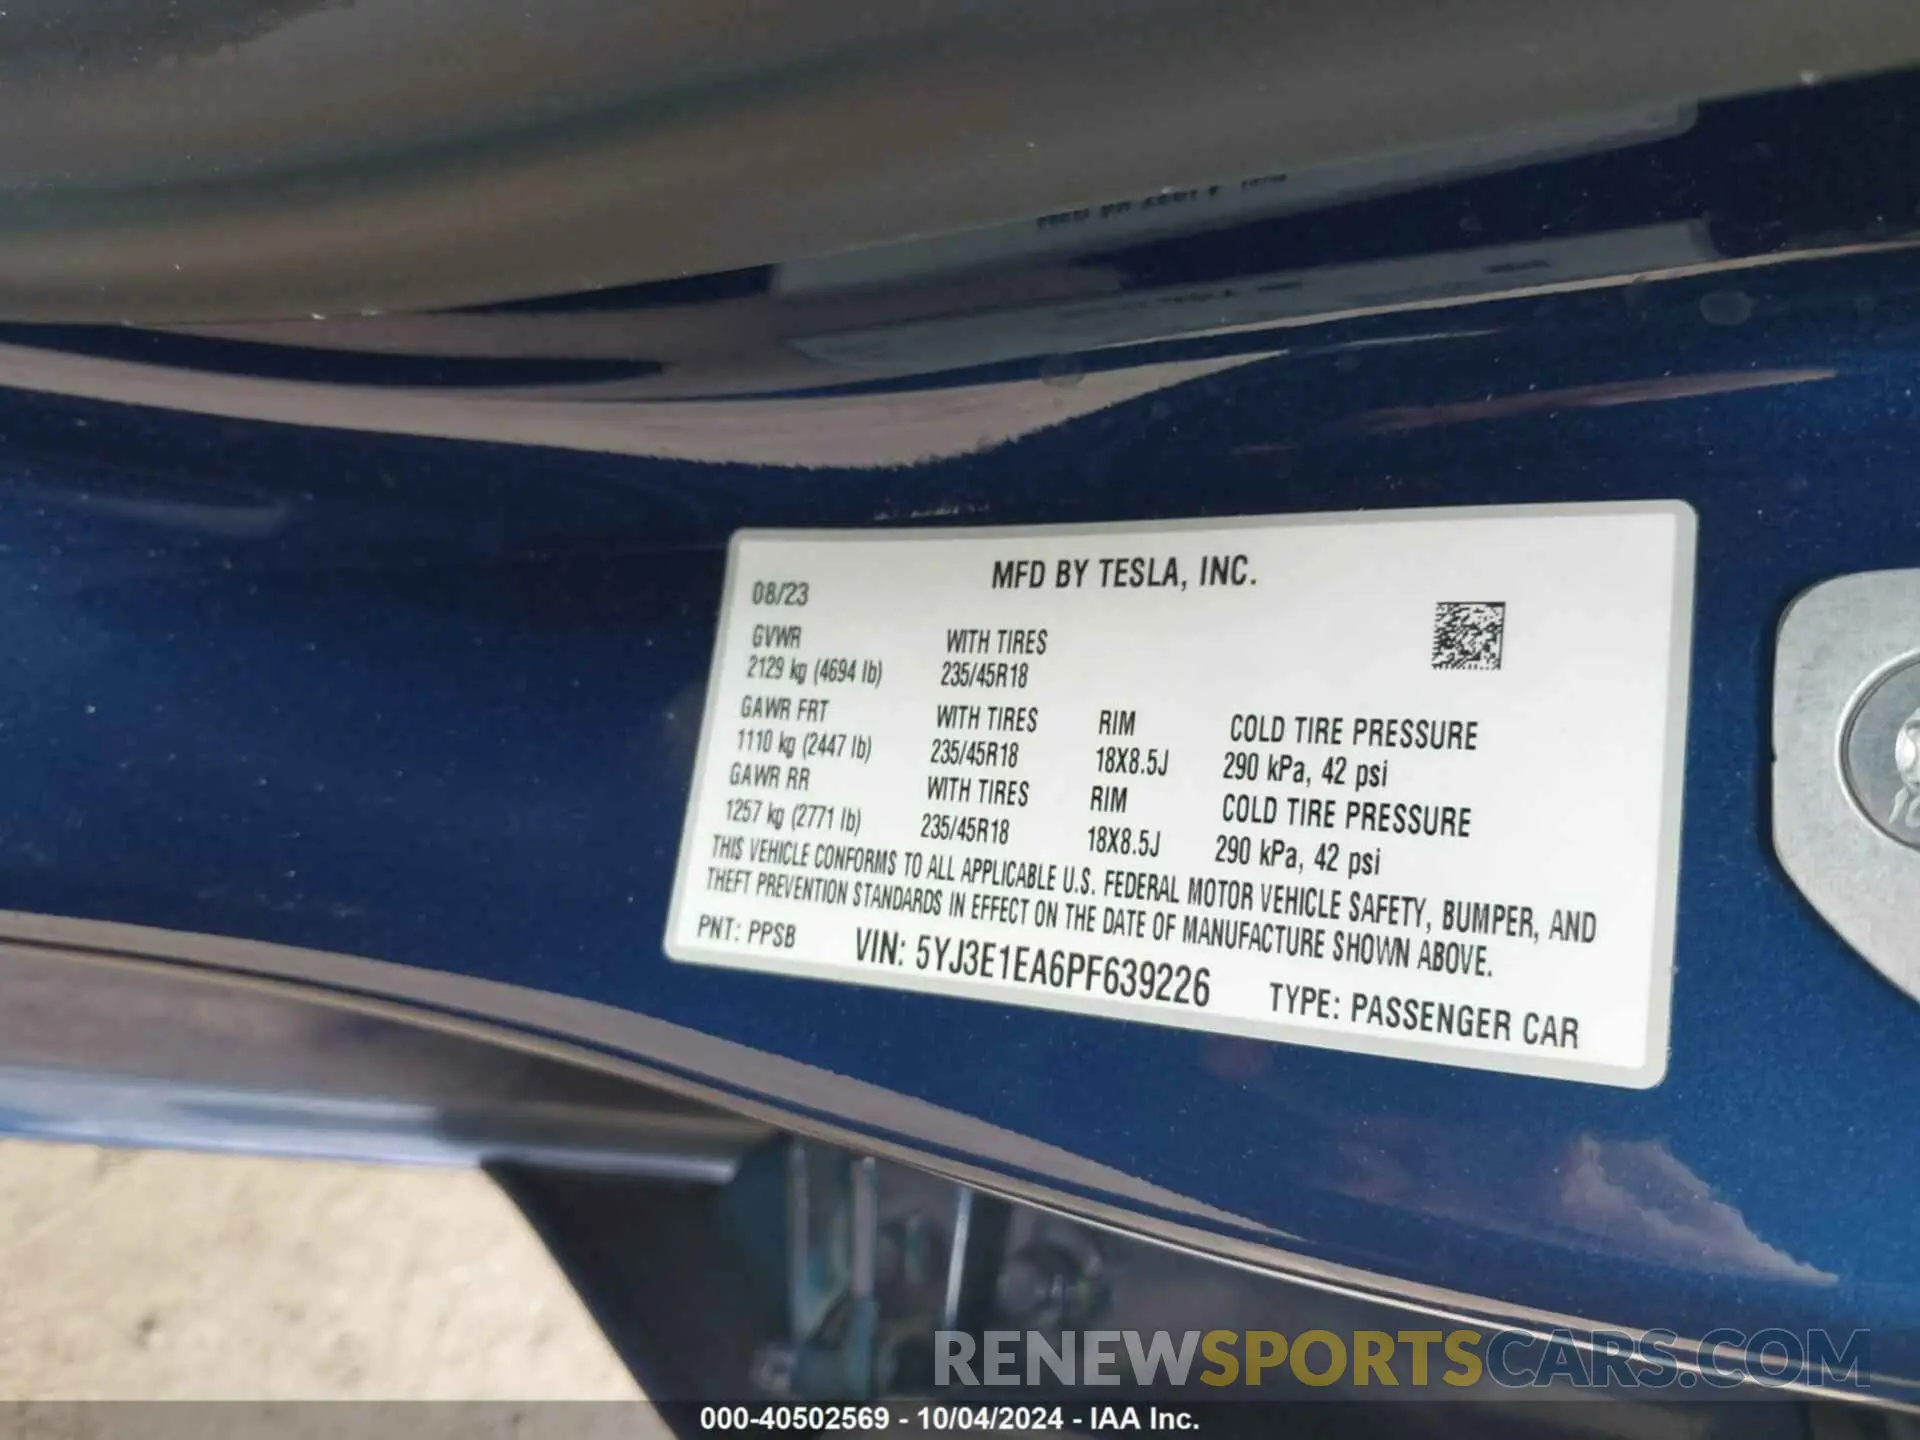 MFD BY TESLA, INC.
08/23
GVWR WITH TIRES
2129 kg (4694 lb) 235/45R18
GAWR FRT WITH TIRES RIM COLD TIRE PRESSURE
1110 kg (2447 lb) 235/45R18 18X8.5J 290 kPa, 42 psi
GAWR RR WITH TIRES RIM COLD TIRE PRESSURE
1257 kg (2771 lb) 235/45R18 18X8.5J 290 kPa, 42 psi
THIS VEHICLE CONFORMS TO ALL APPLICABLE U.S. FEDERAL MOTOR VEHICLE SAFETY, BUMPER, AND
THEFT PREVENTION STANDARDS IN EFFECT ON THE DATE OF MANUFACTURE SHOWN ABOVE.
PNT: PPSB VIN: 5YJ3E1EA6PF639226 TYPE: PASSENGER CAR
RENEWSPORTSCARS.COM
000-40502569 - 10/04/2024 - IAA Inc.